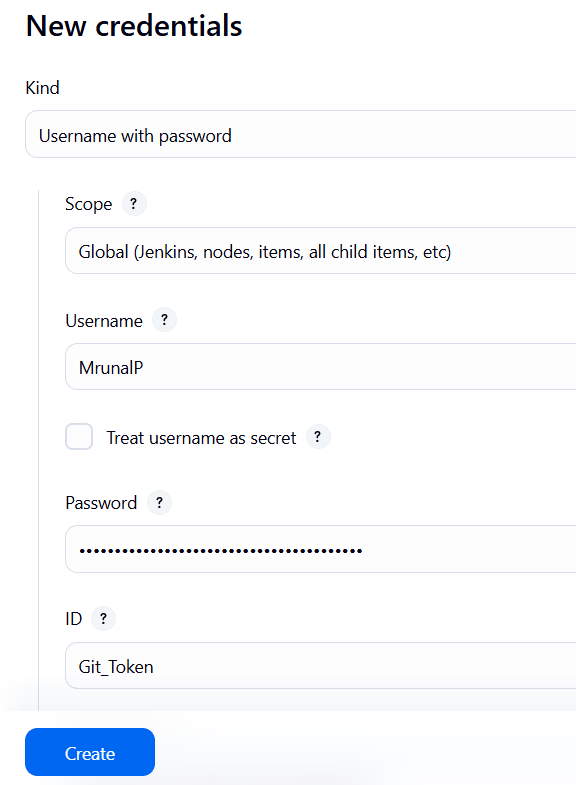 New credentials
Kind
Username with password
Scope ?
Global (Jenkins, nodes, items, all child items, etc)
Username ?
MrunalP
Treat username as secret ?
Password ?
••••••••••••••••••••••••••••••••••••••••
ID ?
Git_Token
Create